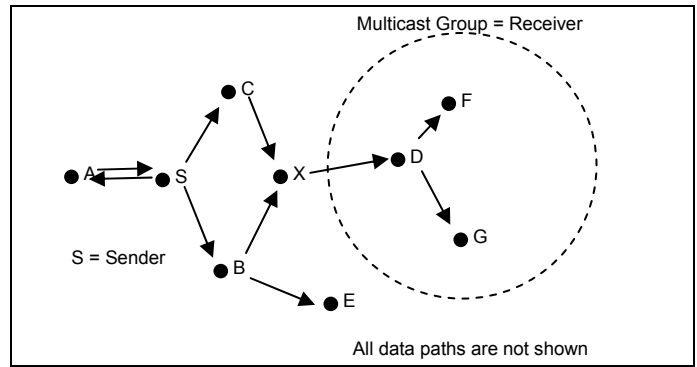 Multicast Group = Receiver
C
F
A
S
X
D
G
S = Sender
B
E
All data paths are not shown